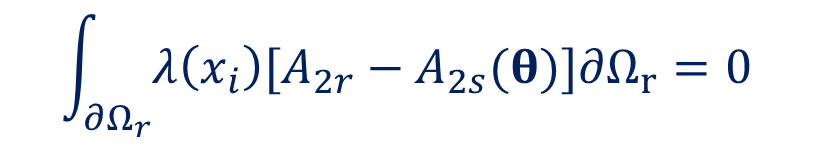 ∫_{∂Ω_r} λ(x_i)[A_{2r} − A_{2s}(𝛉)]∂Ω_r = 0